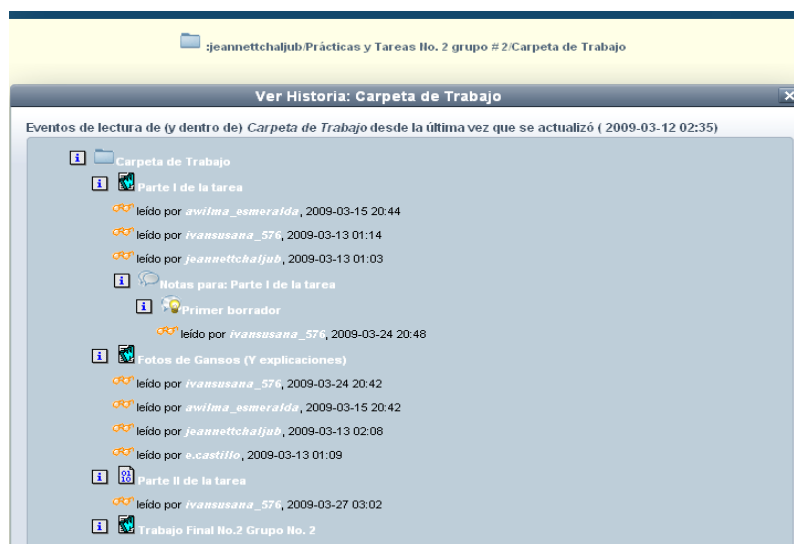 :jeannettchaljub/Prácticas y Tareas No. 2 grupo # 2/Carpeta de Trabajo
Ver Historia: Carpeta de Trabajo
Eventos de lectura de (y dentro de) Carpeta de Trabajo desde la última vez que se actualizó ( 2009-03-12 02:35)
Carpeta de Trabajo
Parte I de la tarea
leído por awilma_esmeralda, 2009-03-15 20:44
leído por ivansusana_576, 2009-03-13 01:14
leído por jeannettchaljub, 2009-03-13 01:03
Notas para: Parte I de la tarea
Primer borrador
leído por ivansusana_576, 2009-03-24 20:48
Fotos de Gansos (Y explicaciones)
leído por ivansusana_576, 2009-03-24 20:42
leído por awilma_esmeralda, 2009-03-15 20:42
leído por jeannettchaljub, 2009-03-13 02:08
leído por e.castillo, 2009-03-13 01:09
Parte II de la tarea
leído por ivansusana_576, 2009-03-27 03:02
Trabajo Final No.2 Grupo No. 2